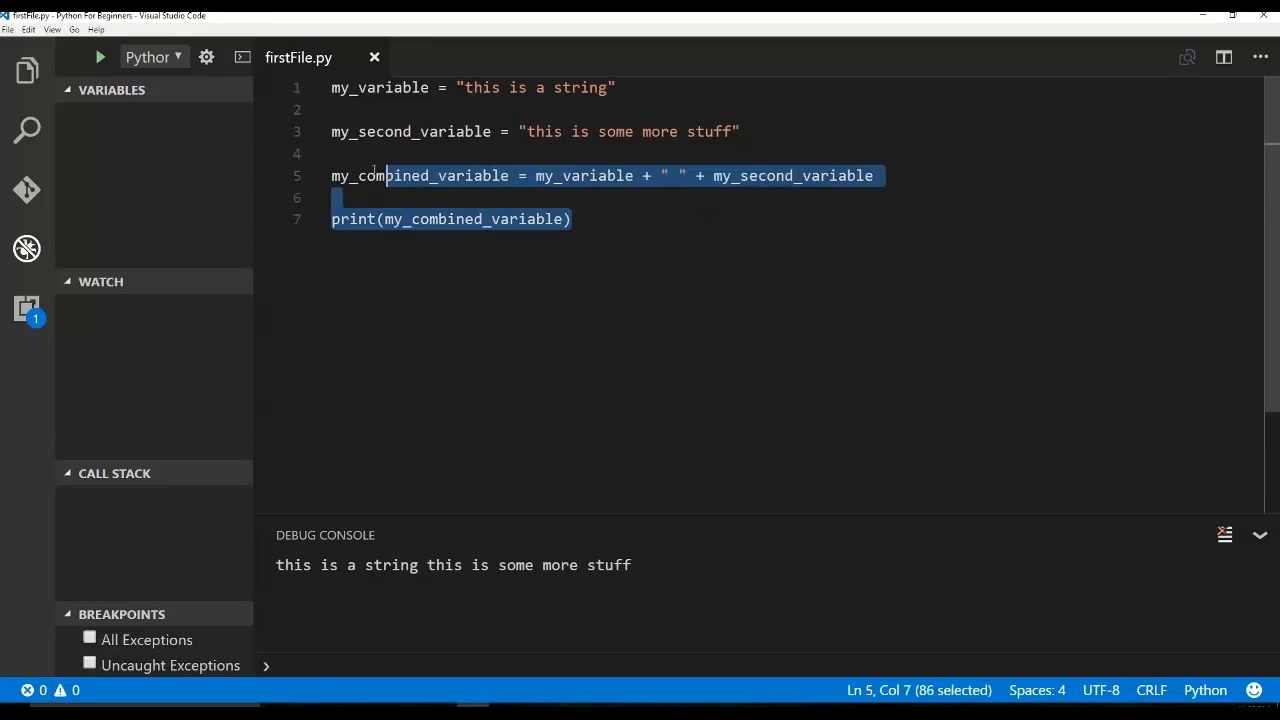 firstFile.py - Python For Beginners - Visual Studio Code
File Edit View Go Help
Python
firstFile.py
VARIABLES
WATCH
CALL STACK
BREAKPOINTS
All Exceptions
Uncaught Exceptions
1 my_variable = "this is a string"
2
3 my_second_variable = "this is some more stuff"
4
5 my_combined_variable = my_variable + " " + my_second_variable
6
7 print(my_combined_variable)
1
DEBUG CONSOLE
this is a string this is some more stuff
0 0
Ln 5, Col 7 (86 selected) Spaces: 4 UTF-8 CRLF Python